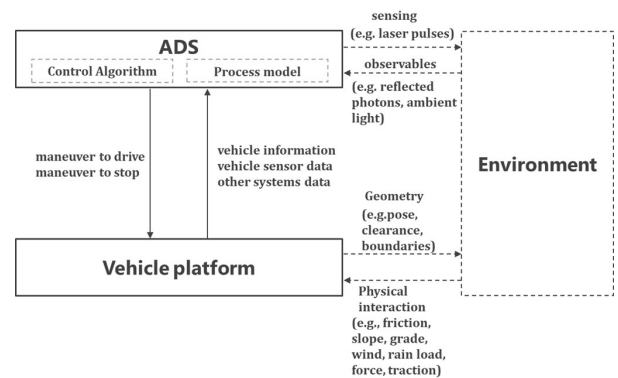 sensing
(e.g. laser pulses)
ADS
Control Algorithm
Process model
observables
(e.g. reflected
photons, ambient
light)
maneuver to drive
maneuver to stop
vehicle information
vehicle sensor data
other systems data
Environment
Geometry
(e.g.pose,
clearance,
boundaries)
Vehicle platform
Physical
interaction
(e.g., friction,
slope, grade,
wind, rain load,
force, traction)